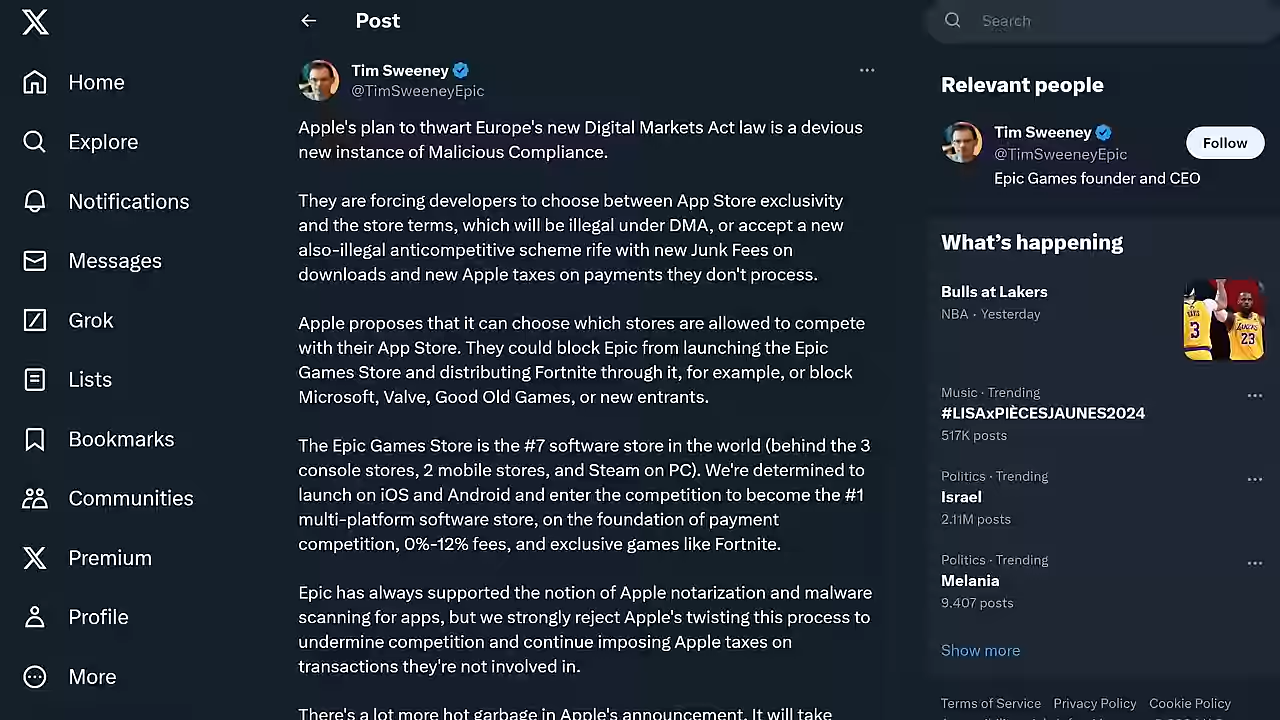 Home
Explore
Notifications
Messages
Grok
Lists
Bookmarks
Communities
Premium
Profile
More
Post
Tim Sweeney
@TimSweeneyEpic
Apple's plan to thwart Europe's new Digital Markets Act law is a devious
new instance of Malicious Compliance.
They are forcing developers to choose between App Store exclusivity
and the store terms, which will be illegal under DMA, or accept a new
also-illegal anticompetitive scheme rife with new Junk Fees on
downloads and new Apple taxes on payments they don't process.
Apple proposes that it can choose which stores are allowed to compete
with their App Store. They could block Epic from launching the Epic
Games Store and distributing Fortnite through it, for example, or block
Microsoft, Valve, Good Old Games, or new entrants.
The Epic Games Store is the #7 software store in the world (behind the 3
console stores, 2 mobile stores, and Steam on PC). We're determined to
launch on iOS and Android and enter the competition to become the #1
multi-platform software store, on the foundation of payment
competition, 0%-12% fees, and exclusive games like Fortnite.
Epic has always supported the notion of Apple notarization and malware
scanning for apps, but we strongly reject Apple's twisting this process to
undermine competition and continue imposing Apple taxes on
transactions they're not involved in.
There's a lot more hot garbage in Apple's announcement. It will take
Search
Relevant people
Tim Sweeney
@TimSweeneyEpic
Follow
Epic Games founder and CEO
What's happening
Bulls at Lakers
NBA · Yesterday
3
23
Music · Trending
#LISAxPIÈCESJAUNES2024
517K posts
Politics · Trending
Israel
2.11M posts
Politics · Trending
Melania
9.407 posts
Show more
Terms of Service Privacy Policy Cookie Policy